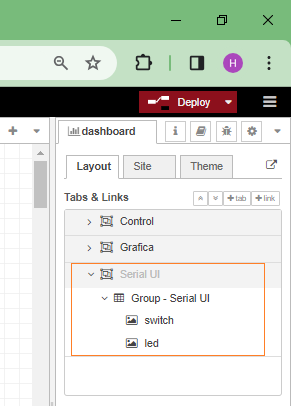 H
Deploy
dashboard
i
Layout
Site
Theme
Tabs & Links
+tab
+link
Control
Grafica
Serial UI
Group - Serial UI
switch
led